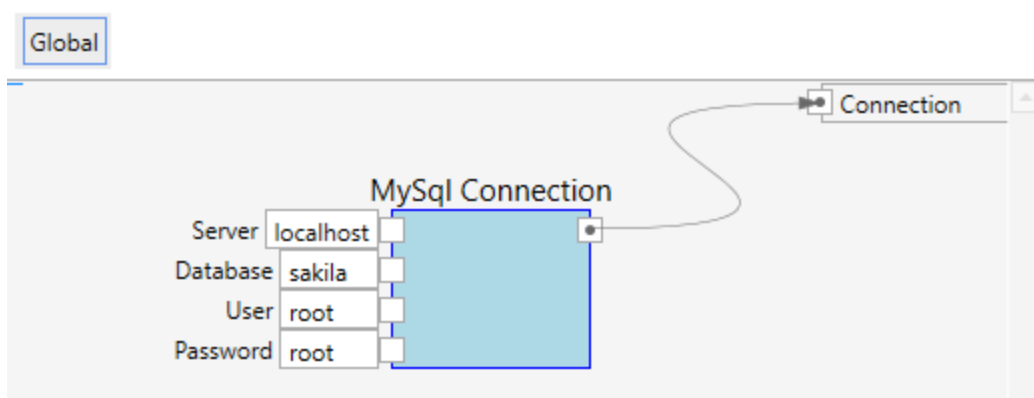 Global
Connection
MySql Connection
Server localhost
Database sakila
User root
Password root